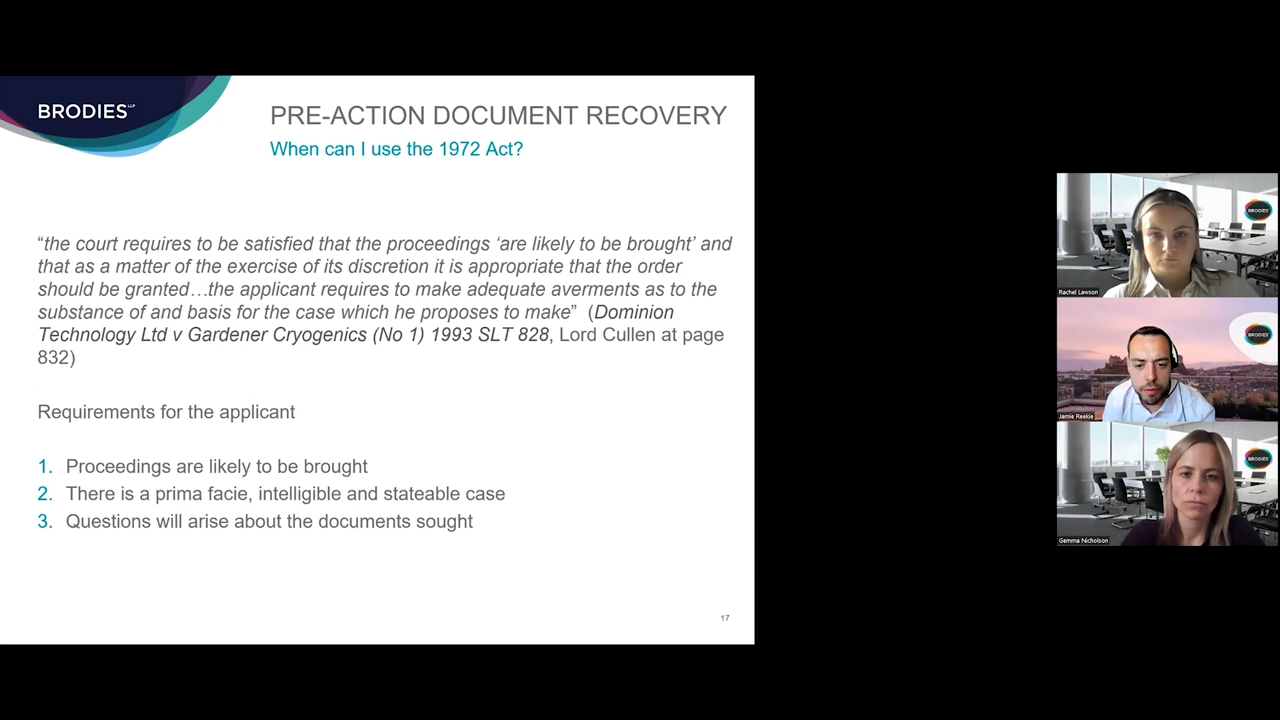 BRODIES LLP
PRE-ACTION DOCUMENT RECOVERY
When can I use the 1972 Act?
“the court requires to be satisfied that the proceedings ‘are likely to be brought’ and
that as a matter of the exercise of its discretion it is appropriate that the order
should be granted…the applicant requires to make adequate averments as to the
substance of and basis for the case which he proposes to make” (Dominion
Technology Ltd v Gardener Cryogenics (No 1) 1993 SLT 828, Lord Cullen at page
832)
Requirements for the applicant
1. Proceedings are likely to be brought
2. There is a prima facie, intelligible and stateable case
3. Questions will arise about the documents sought
17
BRODIES
Rachel Lawson
BRODIES
Jamie Reekie
BRODIES
Gemma Nicholson